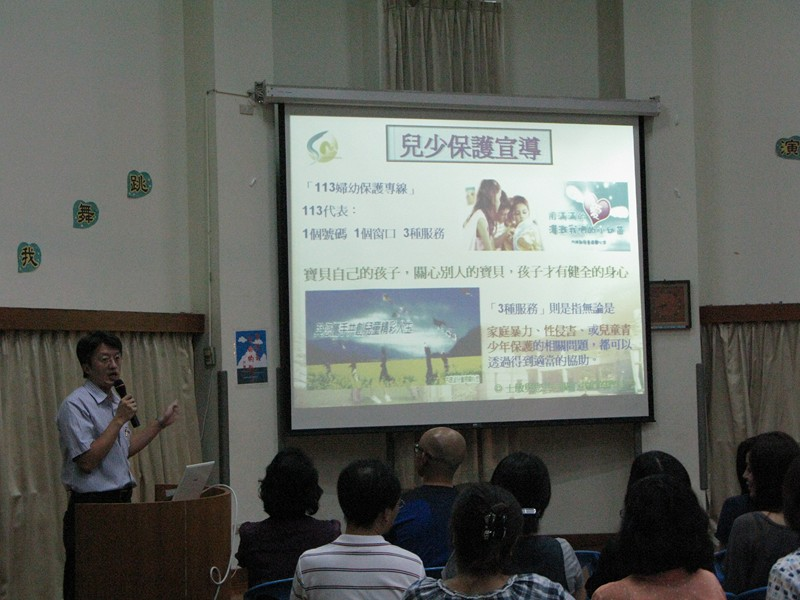 兒少保護宣導
「113婦幼保護專線」
113代表：
1個號碼 1個窗口 3種服務
寶貝自己的孩子，關心別人的寶貝，孩子才有健全的身心
「3種服務」則是指無論是
家庭暴力、性侵害、或兒童青
少年保護的相關問題，都可以
透過得到適當的協助。
跳
舞
我
演